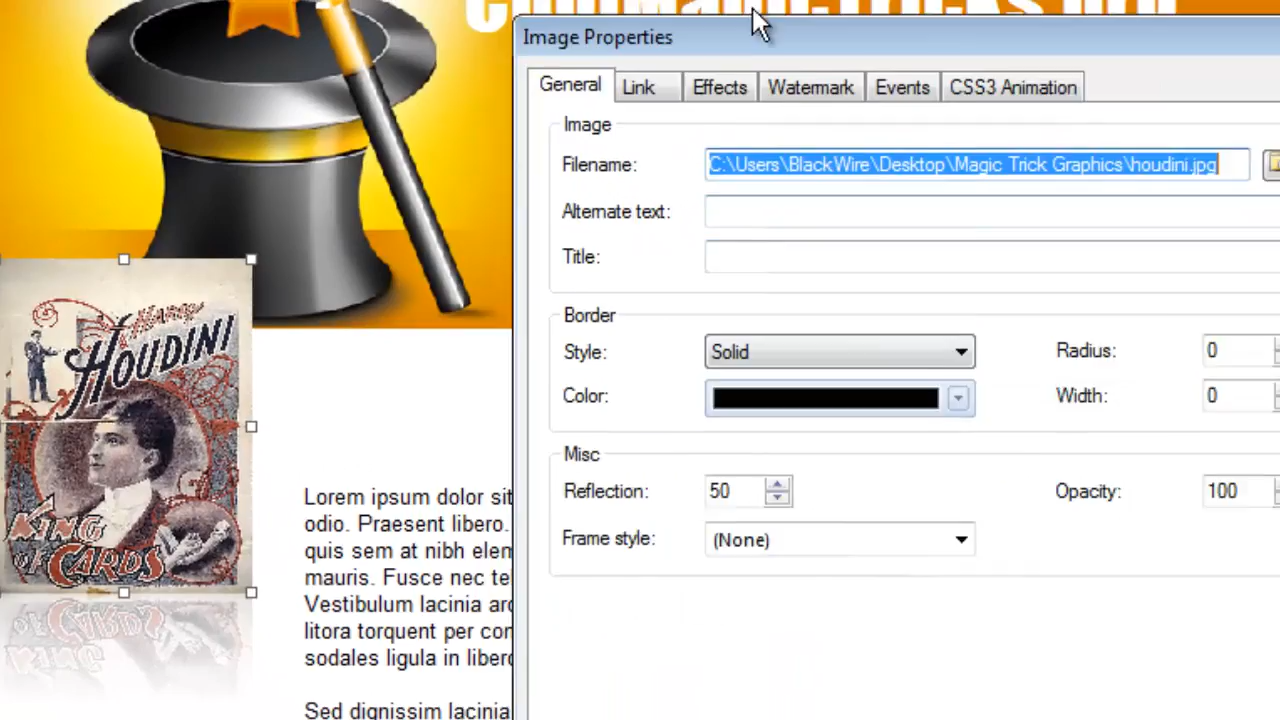 Image Properties
General Link Effects Watermark Events CSS3 Animation
Image
Filename: C:\Users\BlackWire\Desktop\Magic Trick Graphics\houdini.jpg
Alternate text:
Title:
Border
Style: Solid Radius: 0
Color: Width: 0
Misc
Reflection: 50 Opacity: 100
Frame style: (None)
HARRY
HOUDINI
KING
OF CARDS
Lorem ipsum dolor sit
odio. Praesent libero.
quis sem at nibh elem
mauris. Fusce nec te
Vestibulum lacinia arc
litora torquent per con
sodales ligula in libero
Sed dignissim lacinia